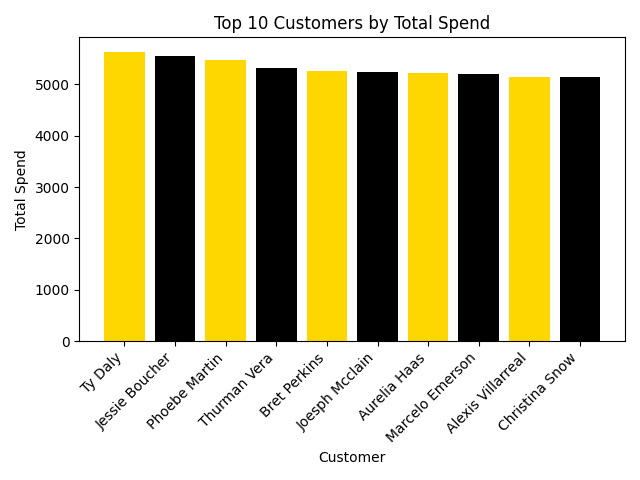 Top 10 Customers by Total Spend
Total Spend
5000
4000
3000
2000
1000
0
Ty Daly
Jessie Boucher
Phoebe Martin
Thurman Vera
Bret Perkins
Joesph Mcclain
Aurelia Haas
Marcelo Emerson
Alexis Villarreal
Christina Snow
Customer